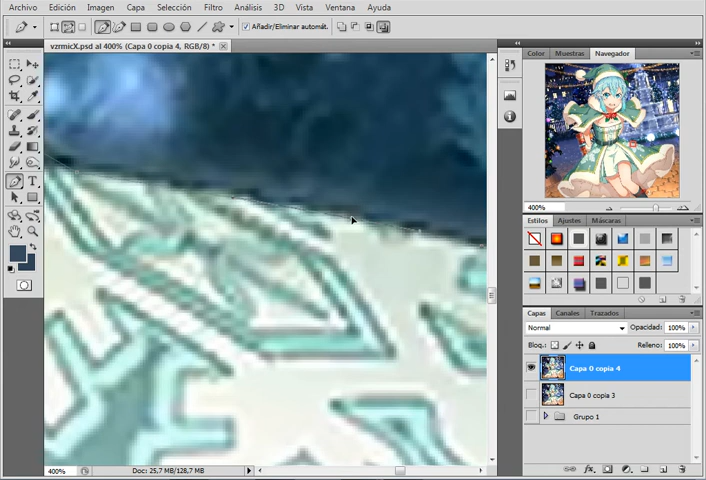 Archivo Edición Imagen Capa Selección Filtro Análisis 3D Vista Ventana Ayuda
Añadir/Eliminar automát.
vzrmicX.psd al 400% (Capa 0 copia 4, RGB/8) *
Color Muestras Navegador
400%
Estilos Ajustes Máscaras
Capas Canales Trazados
Normal Opacidad: 100%
Bloq.: Relleno: 100%
Capa 0 copia 4
Capa 0 copia 3
Grupo 1
400% Doc: 25,7 MB/128,7 MB